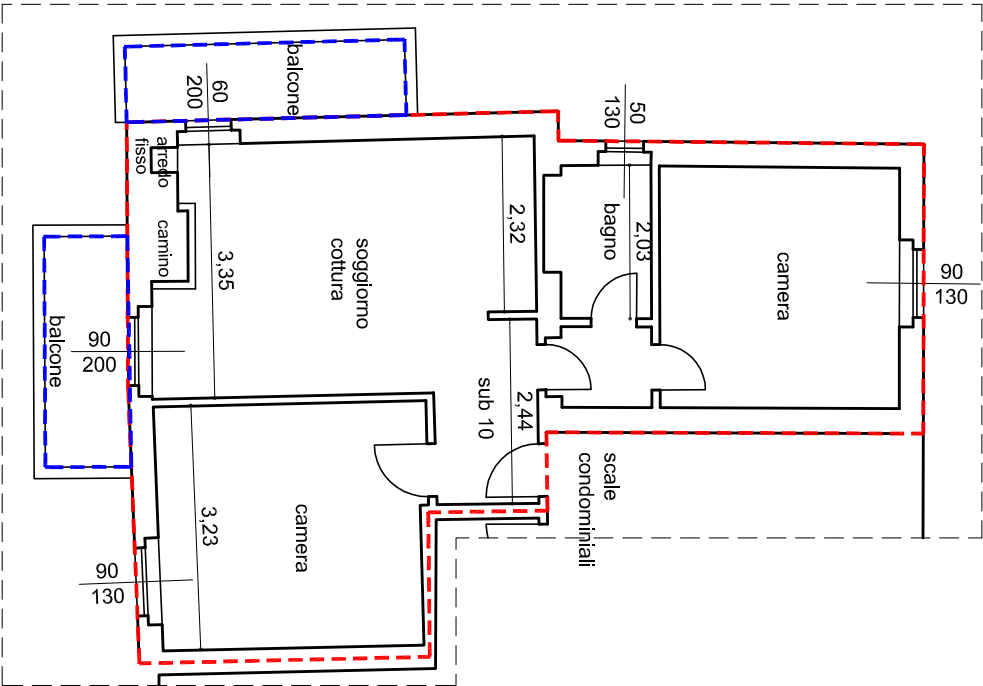 balcone
60
200
50
130
arredo
fisso
camino
3,35
soggiorno
cottura
2,32
bagno
2,03
camera
90
130
balcone
90
200
sub 10
2,44
scale
condominiali
3,23
camera
90
130